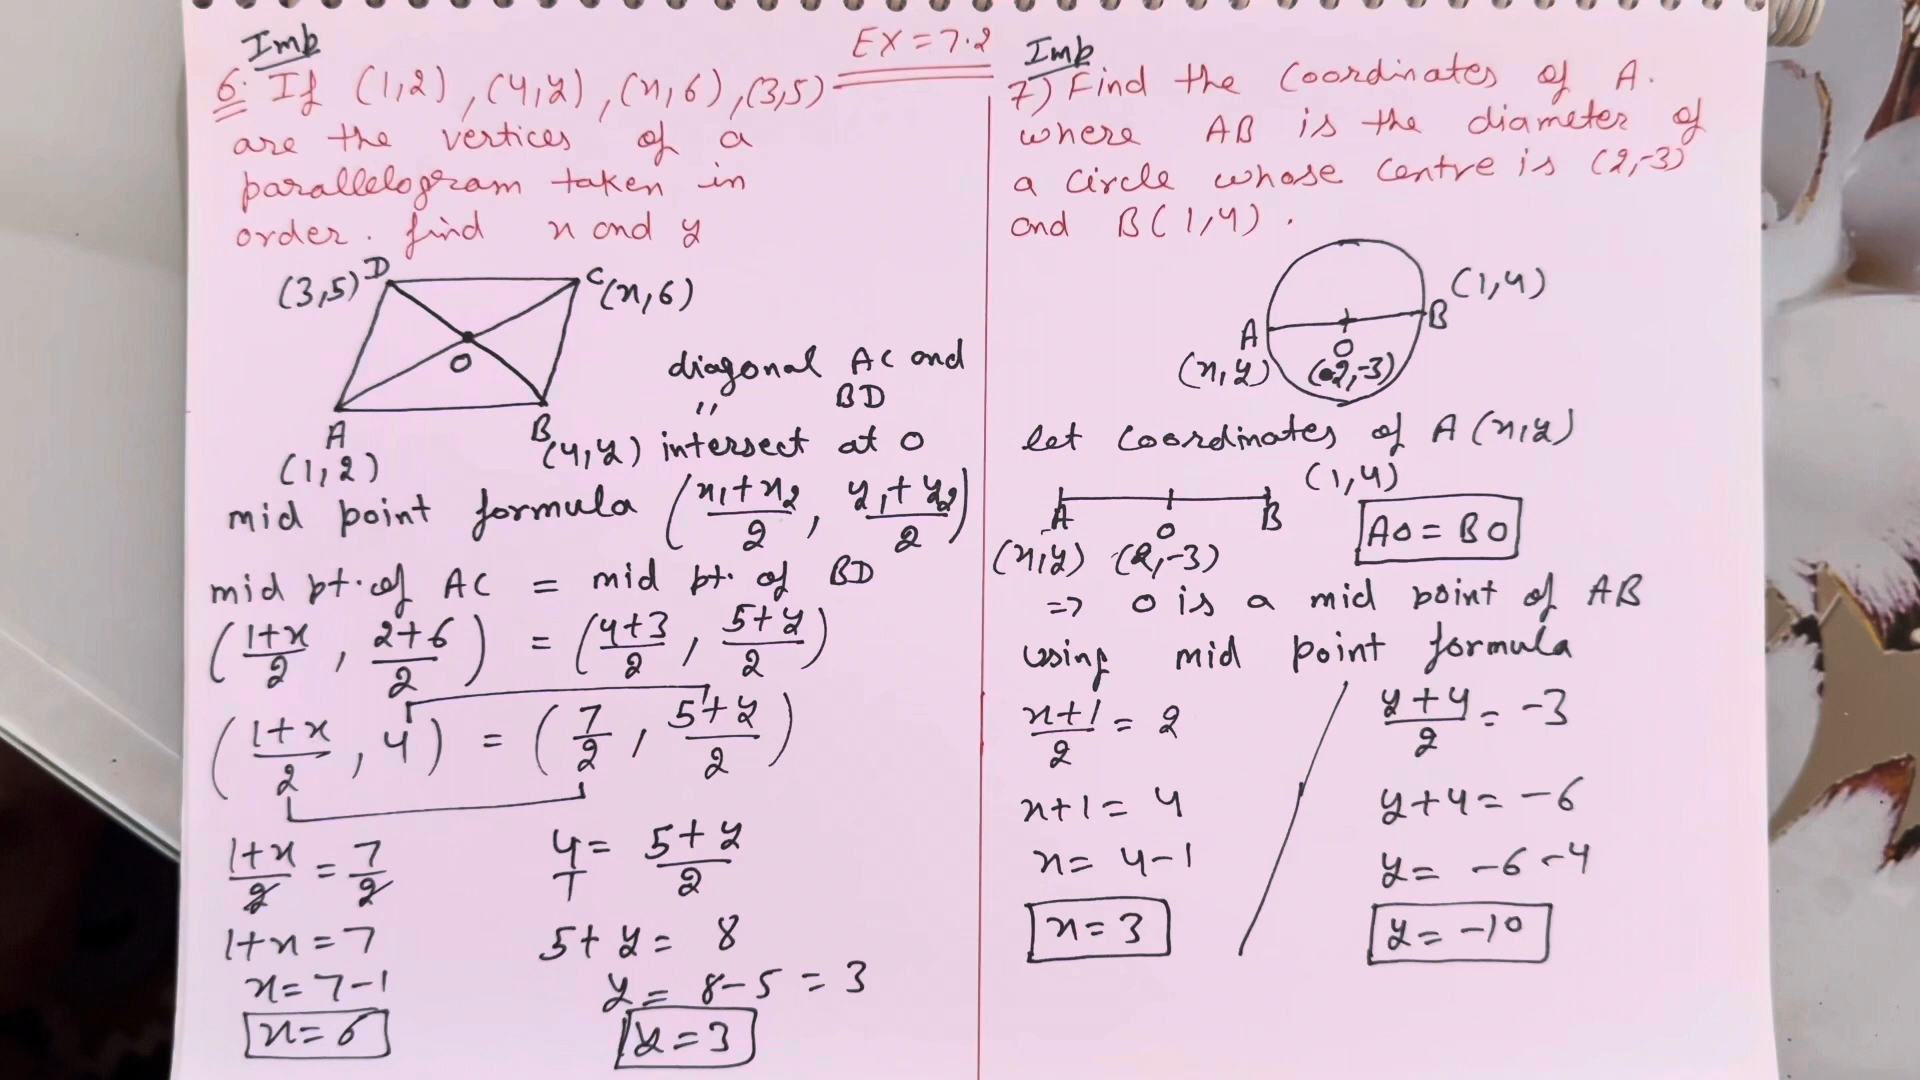 Imp
EX = 7.2
6. If (1,2), (4,y), (x,6), (3,5)
are the vertices of a
parallelogram taken in
order. find x and y
(3,5) D
C (x,6)
O
A
(1,2)
B (4,y)
diagonal AC and
" BD
intersect at O
mid point formula ((x₁+x₂)/2, (y₁+y₂)/2)
mid pt. of AC = mid pt. of BD
((1+x)/2, (2+6)/2) = ((4+3)/2, (5+y)/2)
((1+x)/2, 4) = (7/2, (5+y)/2)
(1+x)/2 = 7/2
1+x = 7
x = 7-1
x = 6
4/1 = (5+y)/2
5+y = 8
y = 8-5 = 3
y = 3
Imp
7) Find the coordinates of A.
where AB is the diameter of
a circle whose centre is (2,-3)
and B(1,4).
A
(x,y)
O
(2,-3)
B
(1,4)
let coordinates of A(x,y)
(1,4)
A O B
(x,y) (2,-3)
AO = BO
=> O is a mid point of AB
using mid point formula
(x+1)/2 = 2
x+1 = 4
x = 4-1
x = 3
(y+4)/2 = -3
y+4 = -6
y = -6-4
y = -10